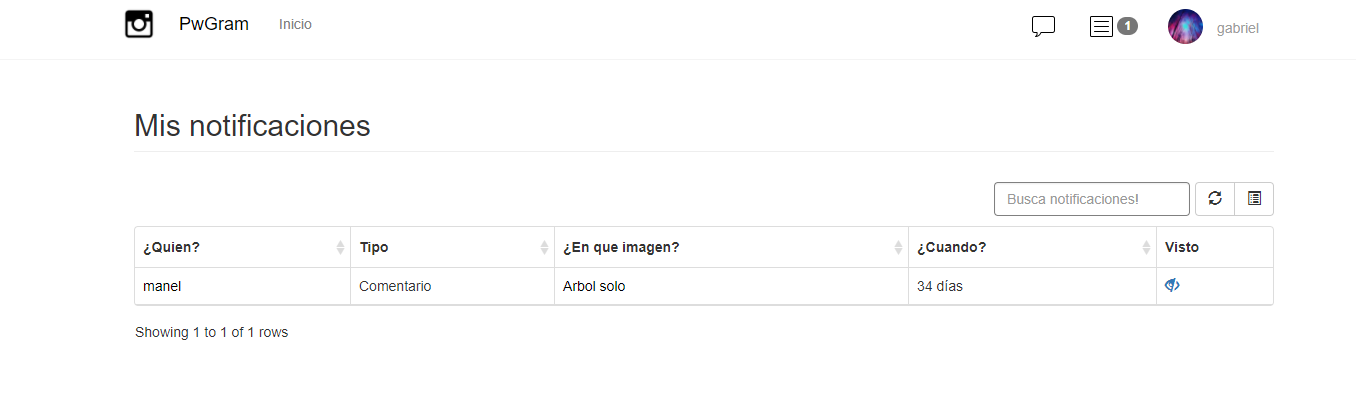 PwGram Inicio 1 gabriel
Mis notificaciones
Busca notificaciones!
¿Quien? Tipo ¿En que imagen? ¿Cuando? Visto
manel Comentario Arbol solo 34 días
Showing 1 to 1 of 1 rows